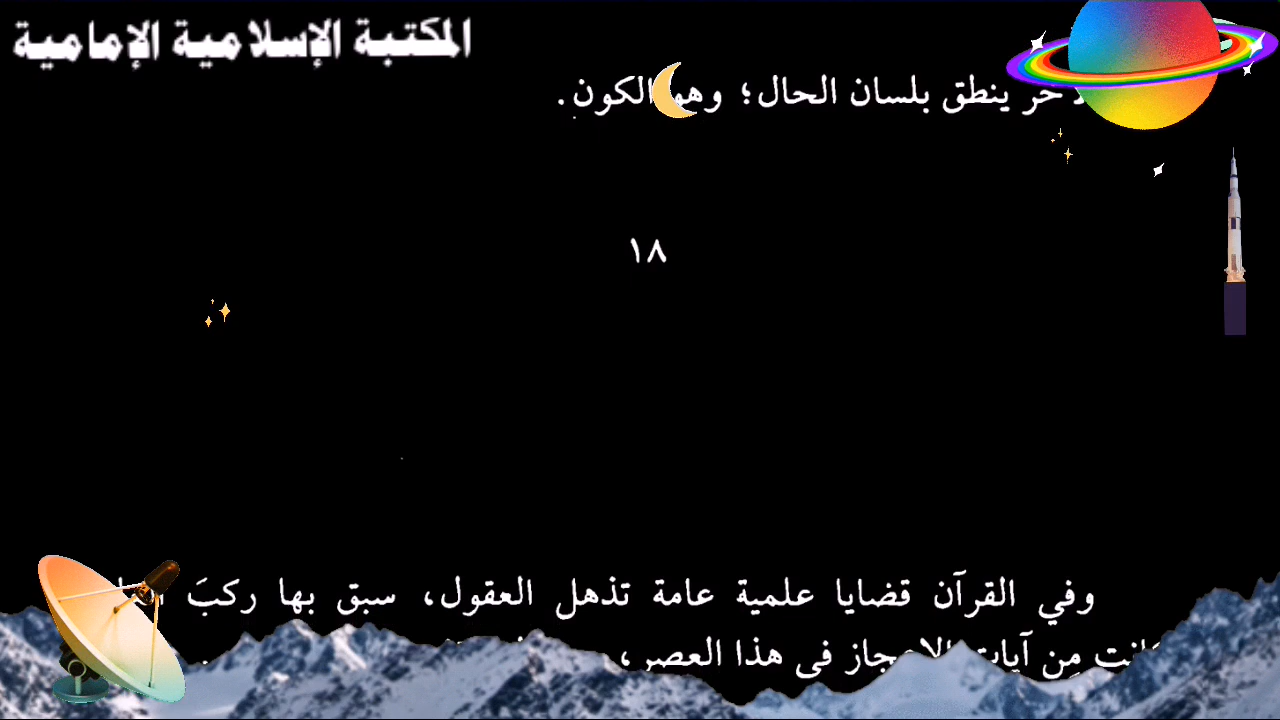 المكتبة الإسلامية الإمامية
ينطق بلسان الحال؛ وهو الكون.
١٨
وفي القرآن قضايا علمية عامة تذهل العقول، سبق بها ركبَ
كانت مِن آيات الإعجاز في هذا العصر،